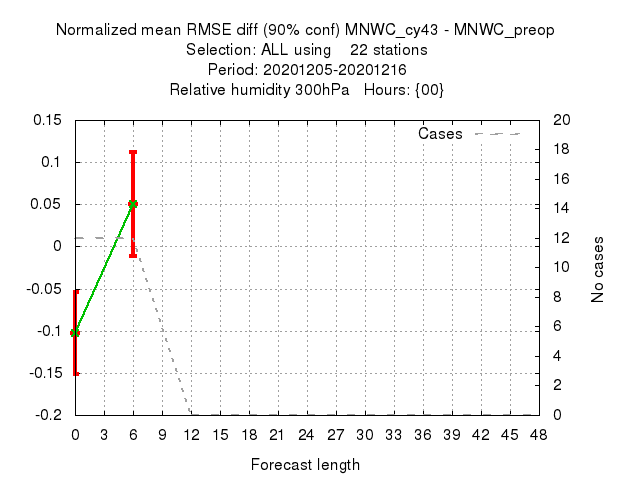 Normalized mean RMSE diff (90% conf) MNWC_cy43 - MNWC_preop
Selection: ALL using    22 stations
Period: 20201205-20201216
Relative humidity 300hPa   Hours: {00}
0.15
0.1
0.05
0
-0.05
-0.1
-0.15
-0.2
Cases
20
18
16
14
12
10
8
6
4
2
0
No cases
0 3 6 9 12 15 18 21 24 27 30 33 36 39 42 45 48
Forecast length